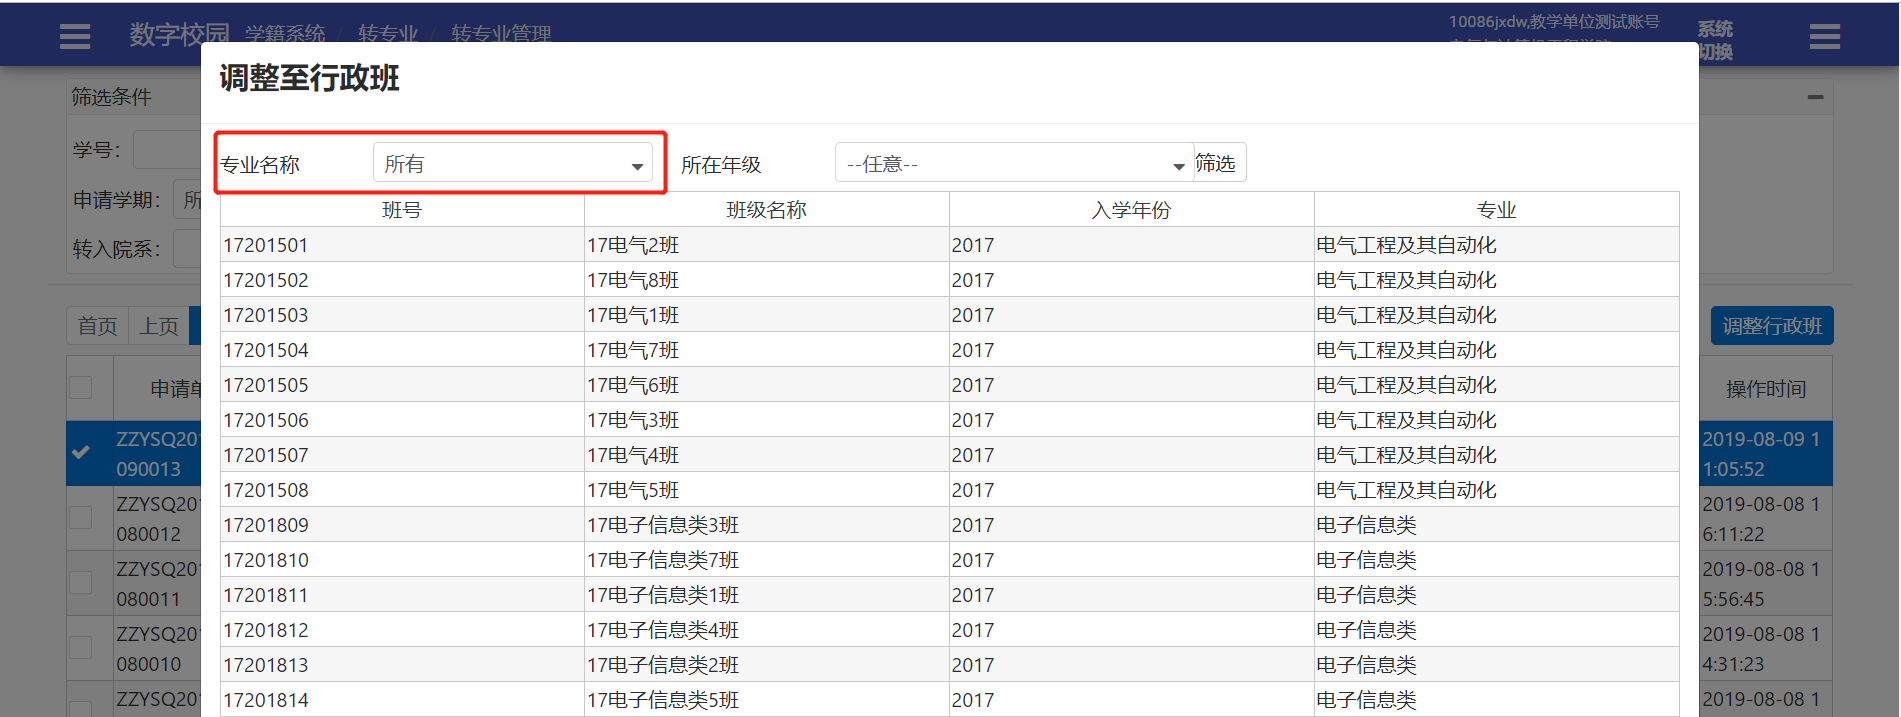 数字校园 学籍系统 / 转专业 / 转专业管理
10086jxdw,教学单位测试账号
系统
切换
调整至行政班
筛选条件
学号：
专业名称 所有 所在年级 --任意-- 筛选
申请学期：
转入院系：
首页 上页
调整行政班
班号 班级名称 入学年份 专业
17201501 17电气2班 2017 电气工程及其自动化
17201502 17电气8班 2017 电气工程及其自动化
17201503 17电气1班 2017 电气工程及其自动化
17201504 17电气7班 2017 电气工程及其自动化
17201505 17电气6班 2017 电气工程及其自动化
17201506 17电气3班 2017 电气工程及其自动化
17201507 17电气4班 2017 电气工程及其自动化
17201508 17电气5班 2017 电气工程及其自动化
17201809 17电子信息类3班 2017 电子信息类
17201810 17电子信息类7班 2017 电子信息类
17201811 17电子信息类1班 2017 电子信息类
17201812 17电子信息类4班 2017 电子信息类
17201813 17电子信息类2班 2017 电子信息类
17201814 17电子信息类5班 2017 电子信息类
申请单 操作时间
ZZYSQ201 2019-08-09 1
090013 1:05:52
ZZYSQ201 2019-08-08 1
080012 6:11:22
ZZYSQ201 2019-08-08 1
080011 5:56:45
ZZYSQ201 2019-08-08 1
080010 4:31:23
ZZYSQ201 2019-08-08 1